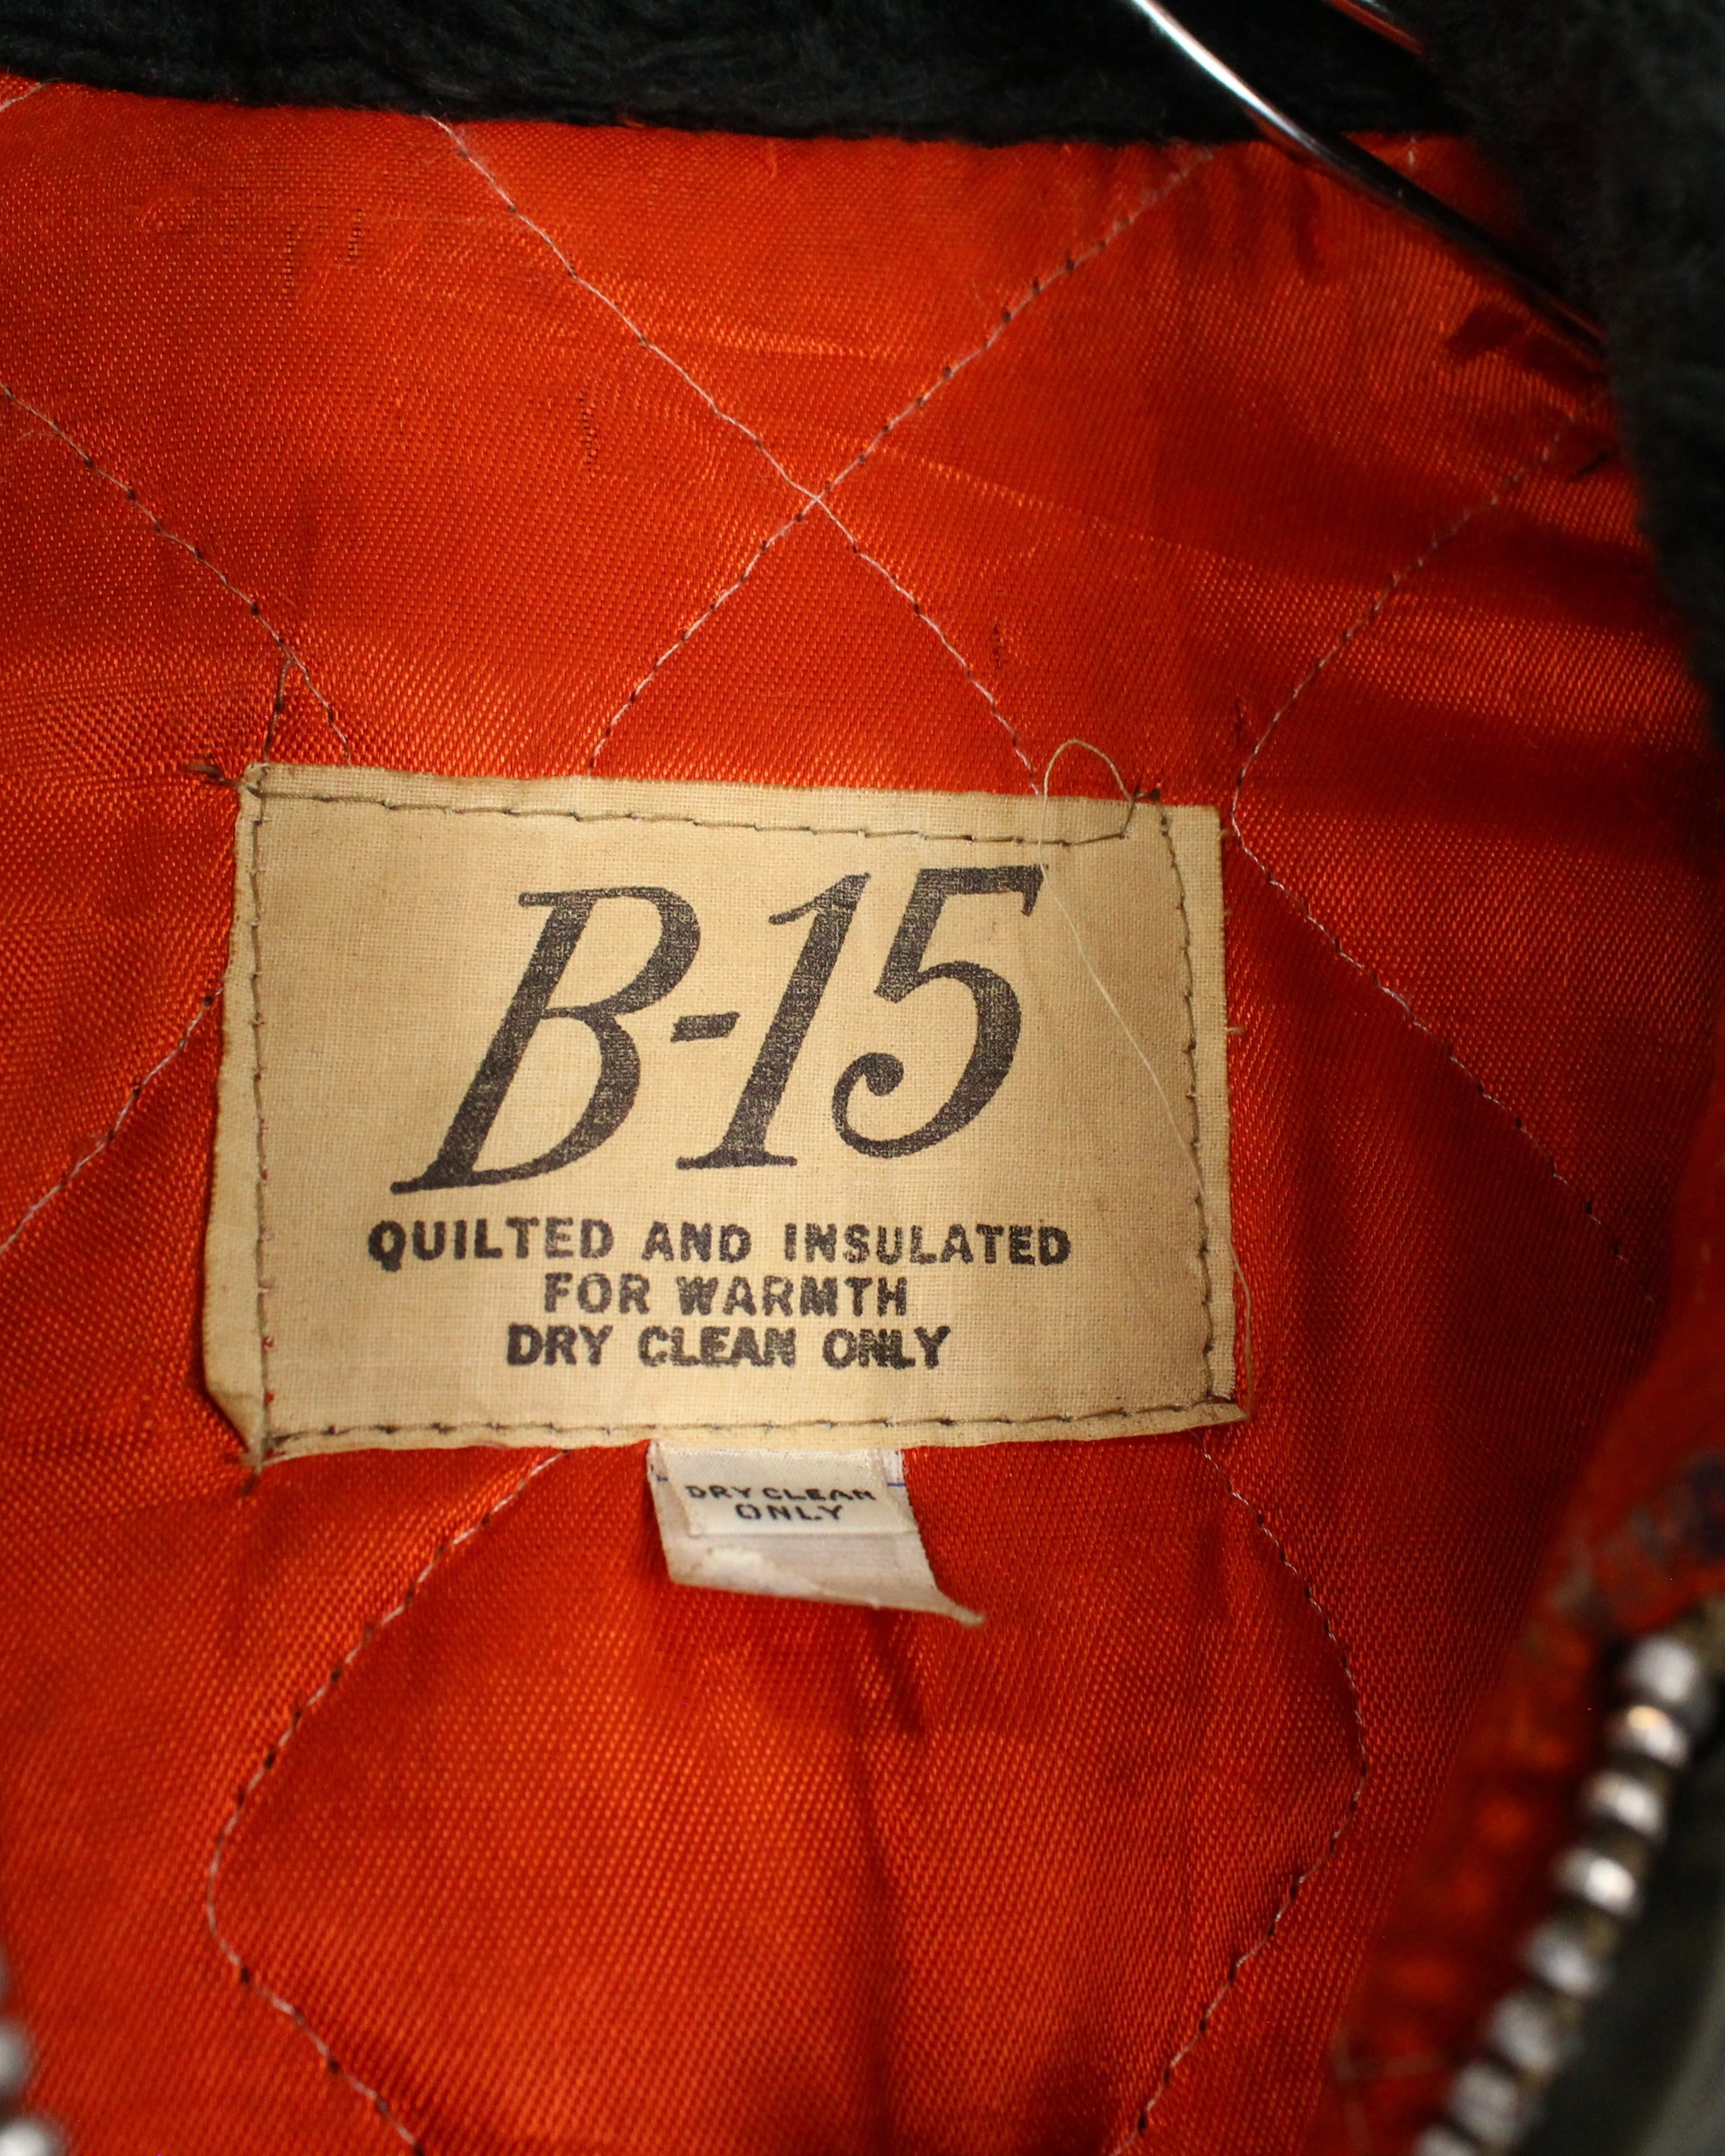 B-15
QUILTED AND INSULATED
FOR WARMTH
DRY CLEAN ONLY
DRY CLEAN
ONLY